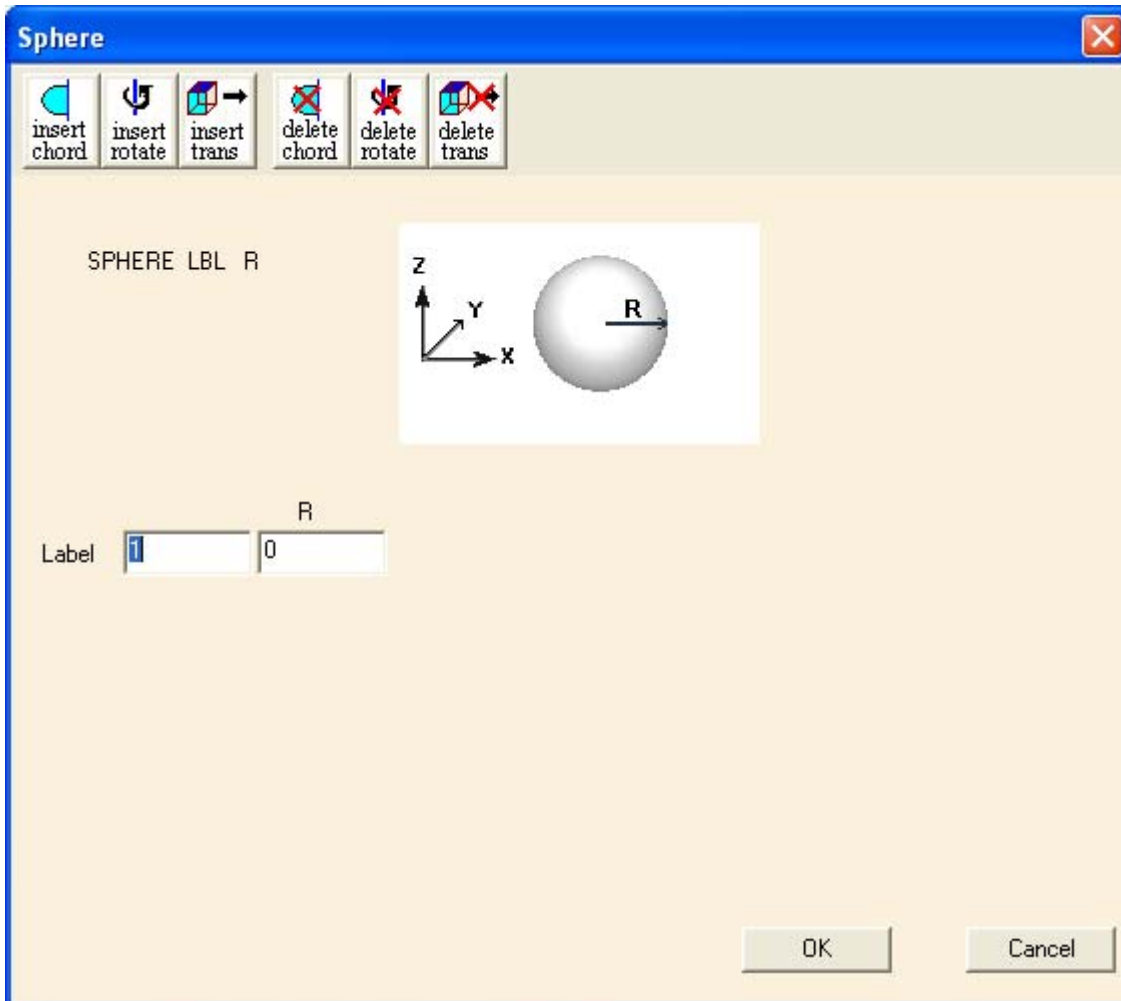 Sphere
insert chord
insert rotate
insert trans
delete chord
delete rotate
delete trans
SPHERE LBL R
Z
Y
R
X
R
Label 1 0
OK Cancel